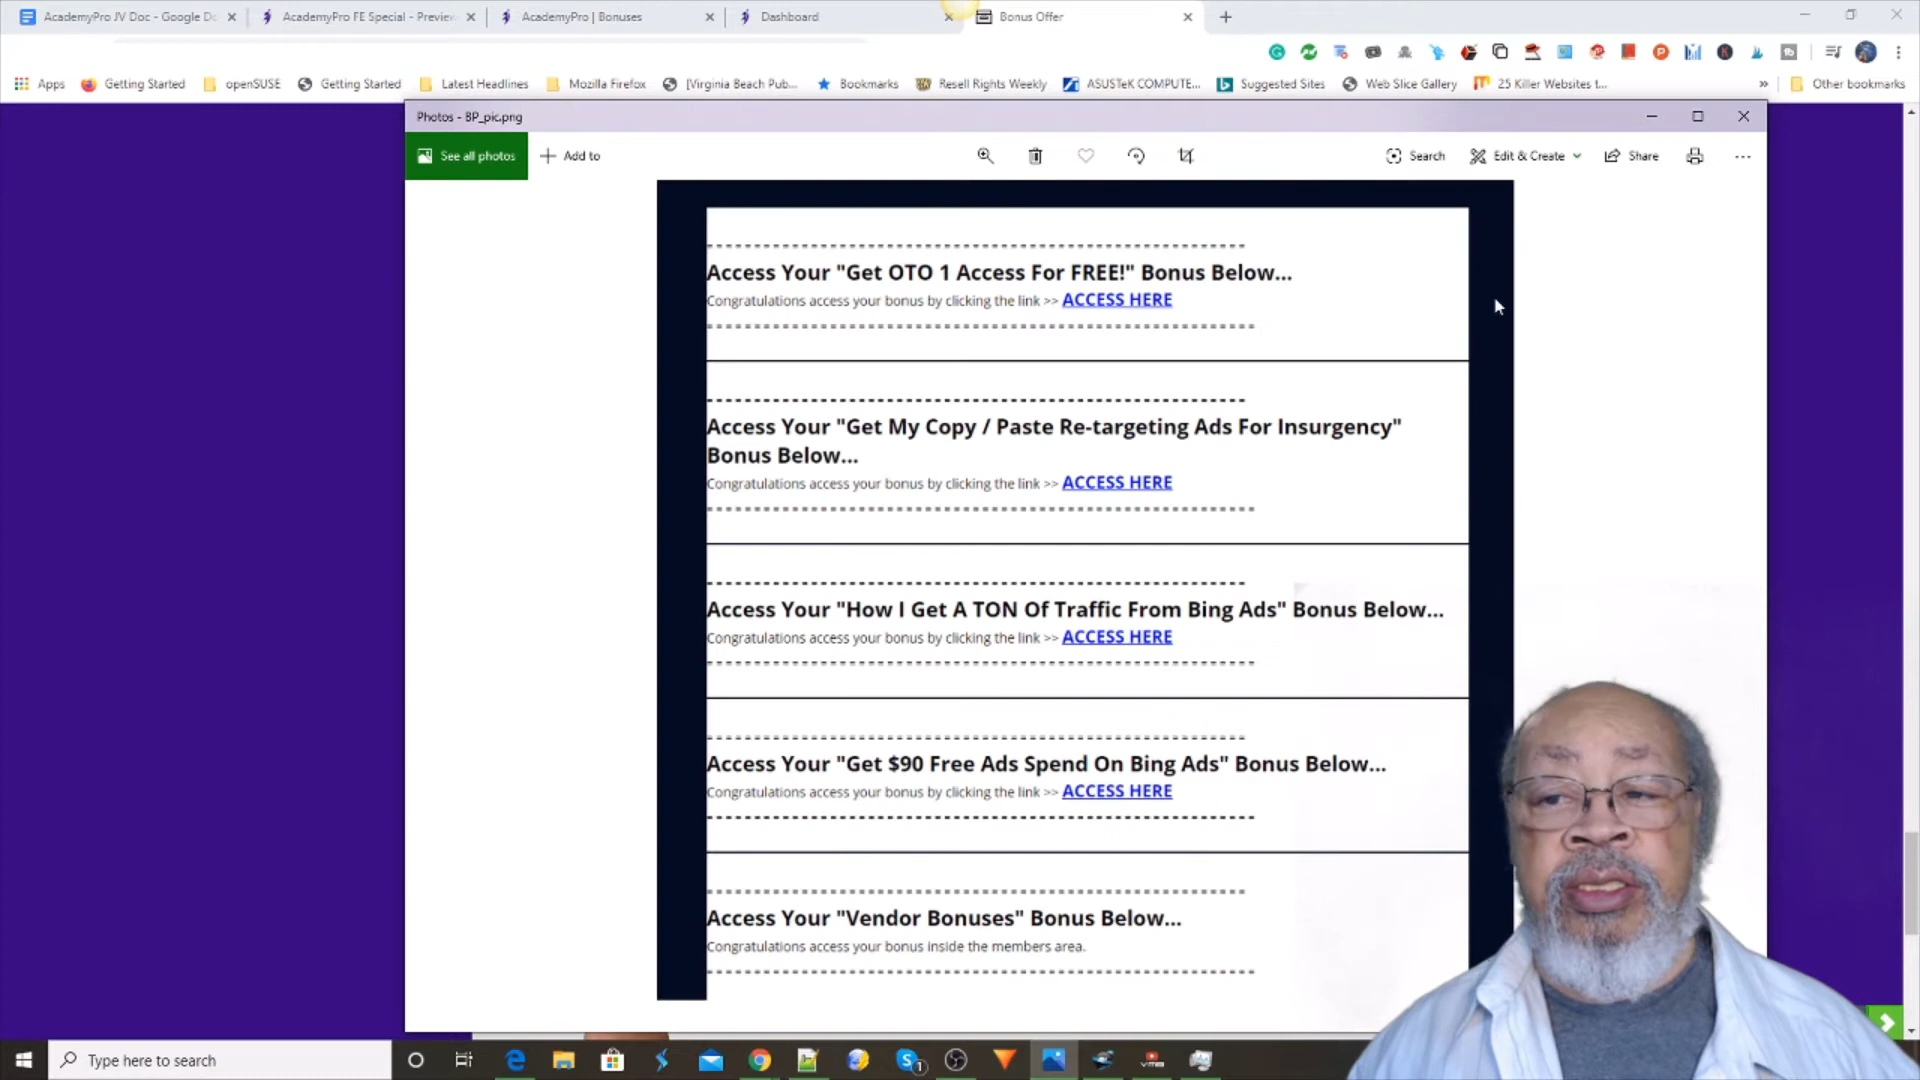 AcademyPro JV Doc - Google Do
AcademyPro FE Special - Preview
AcademyPro | Bonuses
Dashboard
Bonus Offer
Apps
Getting Started
openSUSE
Getting Started
Latest Headlines
Mozilla Firefox
[Virginia Beach Pub...
Bookmarks
Resell Rights Weekly
ASUSTeK COMPUTE...
Suggested Sites
Web Slice Gallery
25 Killer Websites t...
»
Other bookmarks
Photos - BP_pic.png
See all photos
Add to
Search
Edit & Create
Share
Access Your "Get OTO 1 Access For FREE!" Bonus Below...
Congratulations access your bonus by clicking the link >> ACCESS HERE
Access Your "Get My Copy / Paste Re-targeting Ads For Insurgency"
Bonus Below...
Congratulations access your bonus by clicking the link >> ACCESS HERE
Access Your "How I Get A TON Of Traffic From Bing Ads" Bonus Below...
Congratulations access your bonus by clicking the link >> ACCESS HERE
Access Your "Get $90 Free Ads Spend On Bing Ads" Bonus Below...
Congratulations access your bonus by clicking the link >> ACCESS HERE
Access Your "Vendor Bonuses" Bonus Below...
Congratulations access your bonus inside the members area.
Type here to search